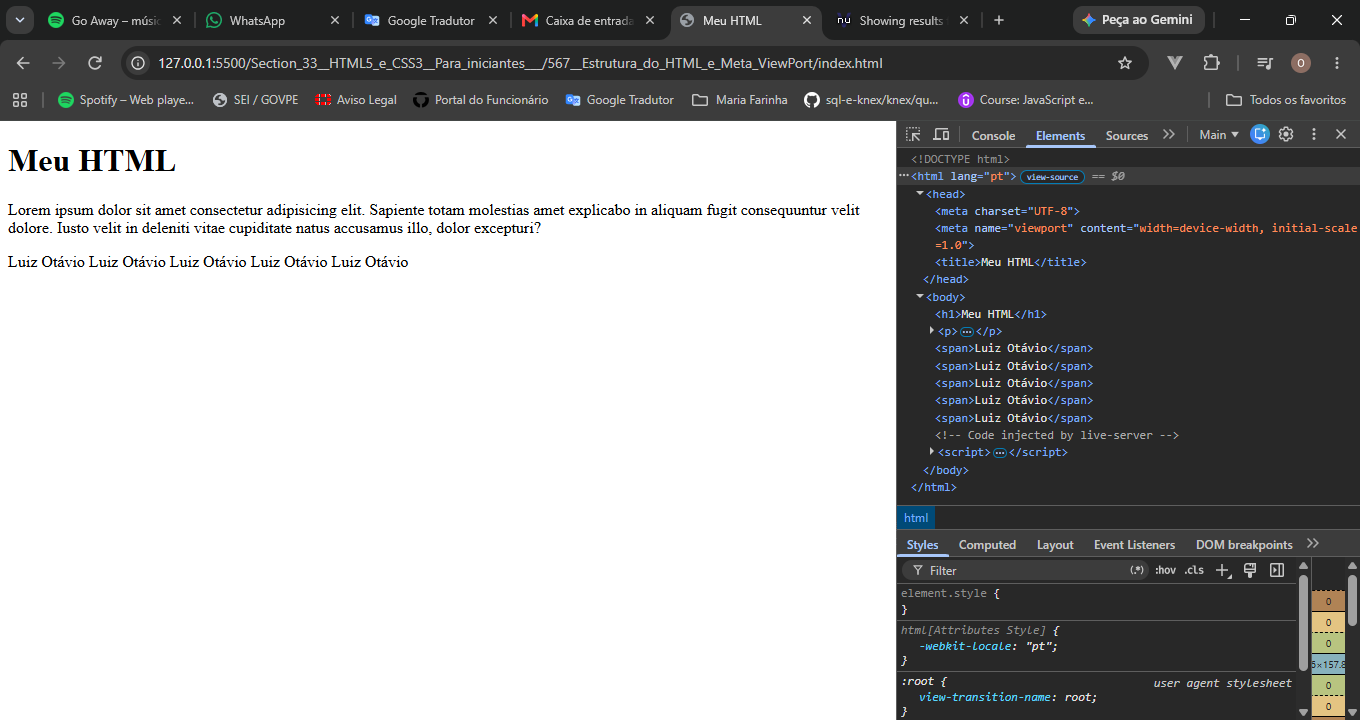 Go Away – músic
WhatsApp
Google Tradutor
Caixa de entrada
Meu HTML
Showing results
Peça ao Gemini
127.0.0.1:5500/Section_33__HTML5_e_CSS3__Para_iniciantes___/567__Estrutura_do_HTML_e_Meta_ViewPort/index.html
O
Spotify – Web playe...
SEI / GOVPE
Aviso Legal
Portal do Funcionário
Google Tradutor
Maria Farinha
sql-e-knex/knex/qu...
Course: JavaScript e...
Todos os favoritos
Meu HTML
Lorem ipsum dolor sit amet consectetur adipisicing elit. Sapiente totam molestias amet explicabo in aliquam fugit consequuntur velit
dolore. Iusto velit in deleniti vitae cupiditate natus accusamus illo, dolor excepturi?
Luiz Otávio Luiz Otávio Luiz Otávio Luiz Otávio Luiz Otávio
Console Elements Sources Main
<!DOCTYPE html>
<html lang="pt"> view-source == $0
<head>
<meta charset="UTF-8">
<meta name="viewport" content="width=device-width, initial-scale
=1.0">
<title>Meu HTML</title>
</head>
<body>
<h1>Meu HTML</h1>
<p>…</p>
<span>Luiz Otávio</span>
<span>Luiz Otávio</span>
<span>Luiz Otávio</span>
<span>Luiz Otávio</span>
<span>Luiz Otávio</span>
<!-- Code injected by live-server -->
<script>…</script>
</body>
</html>
html
Styles Computed Layout Event Listeners DOM breakpoints
Filter (.*) :hov .cls
element.style {
}
html[Attributes Style] {
-webkit-locale: "pt";
}
:root { user agent stylesheet
view-transition-name: root;
}
0
0
0
5×157.8
0
0